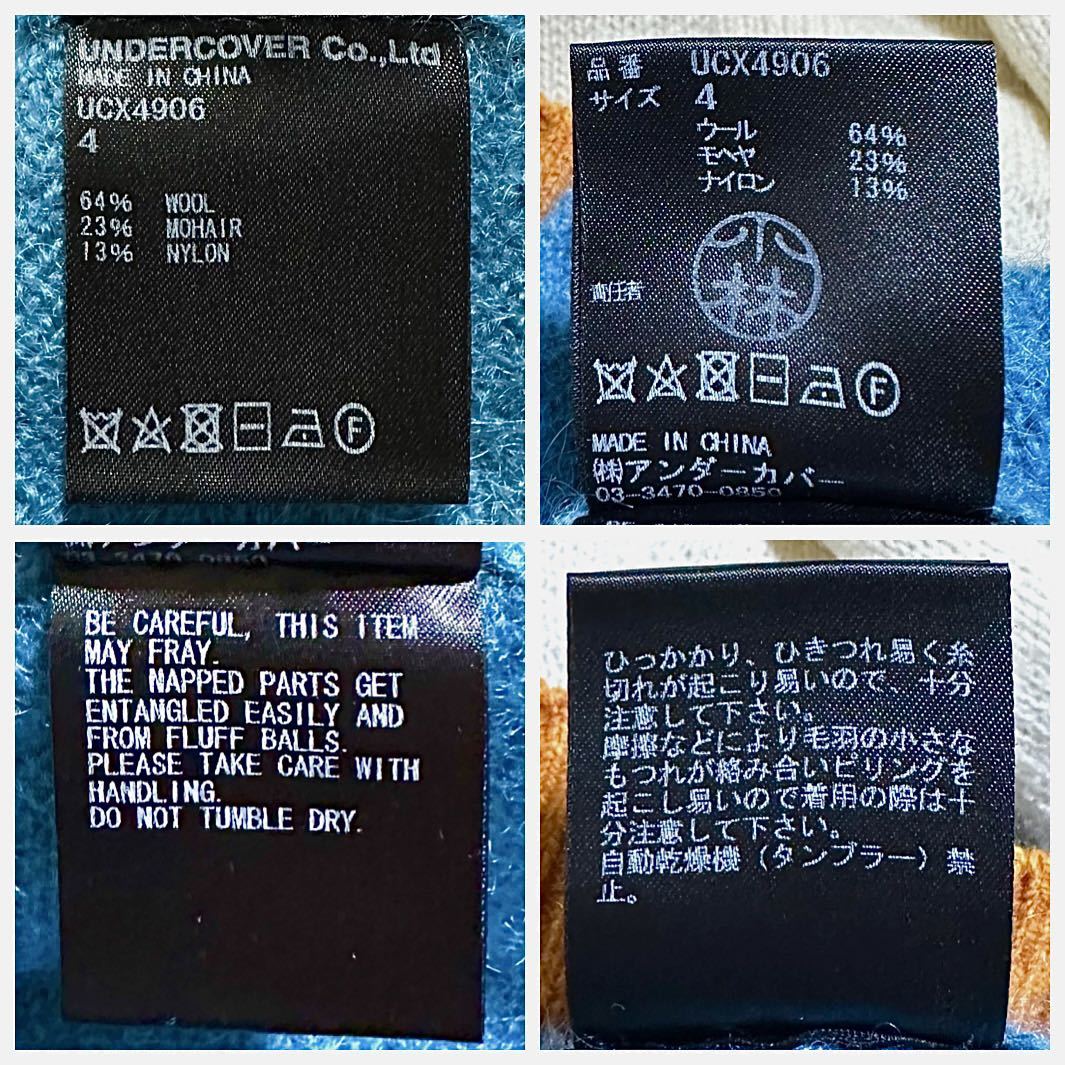 UNDERCOVER Co.,Ltd
MADE IN CHINA
UCX4906
4
64% WOOL
23% MOHAIR
13% NYLON
F
品番 UCX4906
サイズ 4
ウール 64%
モヘヤ 23%
ナイロン 13%
小林
責任者
F
MADE IN CHINA
㈱アンダーカバー
03-3470-0850
BE CAREFUL, THIS ITEM
MAY FRAY.
THE NAPPED PARTS GET
ENTANGLED EASILY AND
FROM FLUFF BALLS.
PLEASE TAKE CARE WITH
HANDLING.
DO NOT TUMBLE DRY.
ひっかかり、ひきつれ易く糸
切れが起こり易いので、十分
注意して下さい。
摩擦などにより毛羽の小さな
もつれが絡み合いピリングを
起こし易いので着用の際は十
分注意して下さい。
自動乾燥機（タンブラー）禁
止。